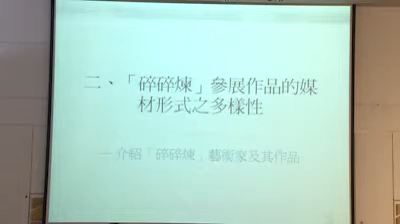 二、「碎碎煉」參展作品的媒
材形式之多樣性
— 介紹「碎碎煉」藝術家及其作品